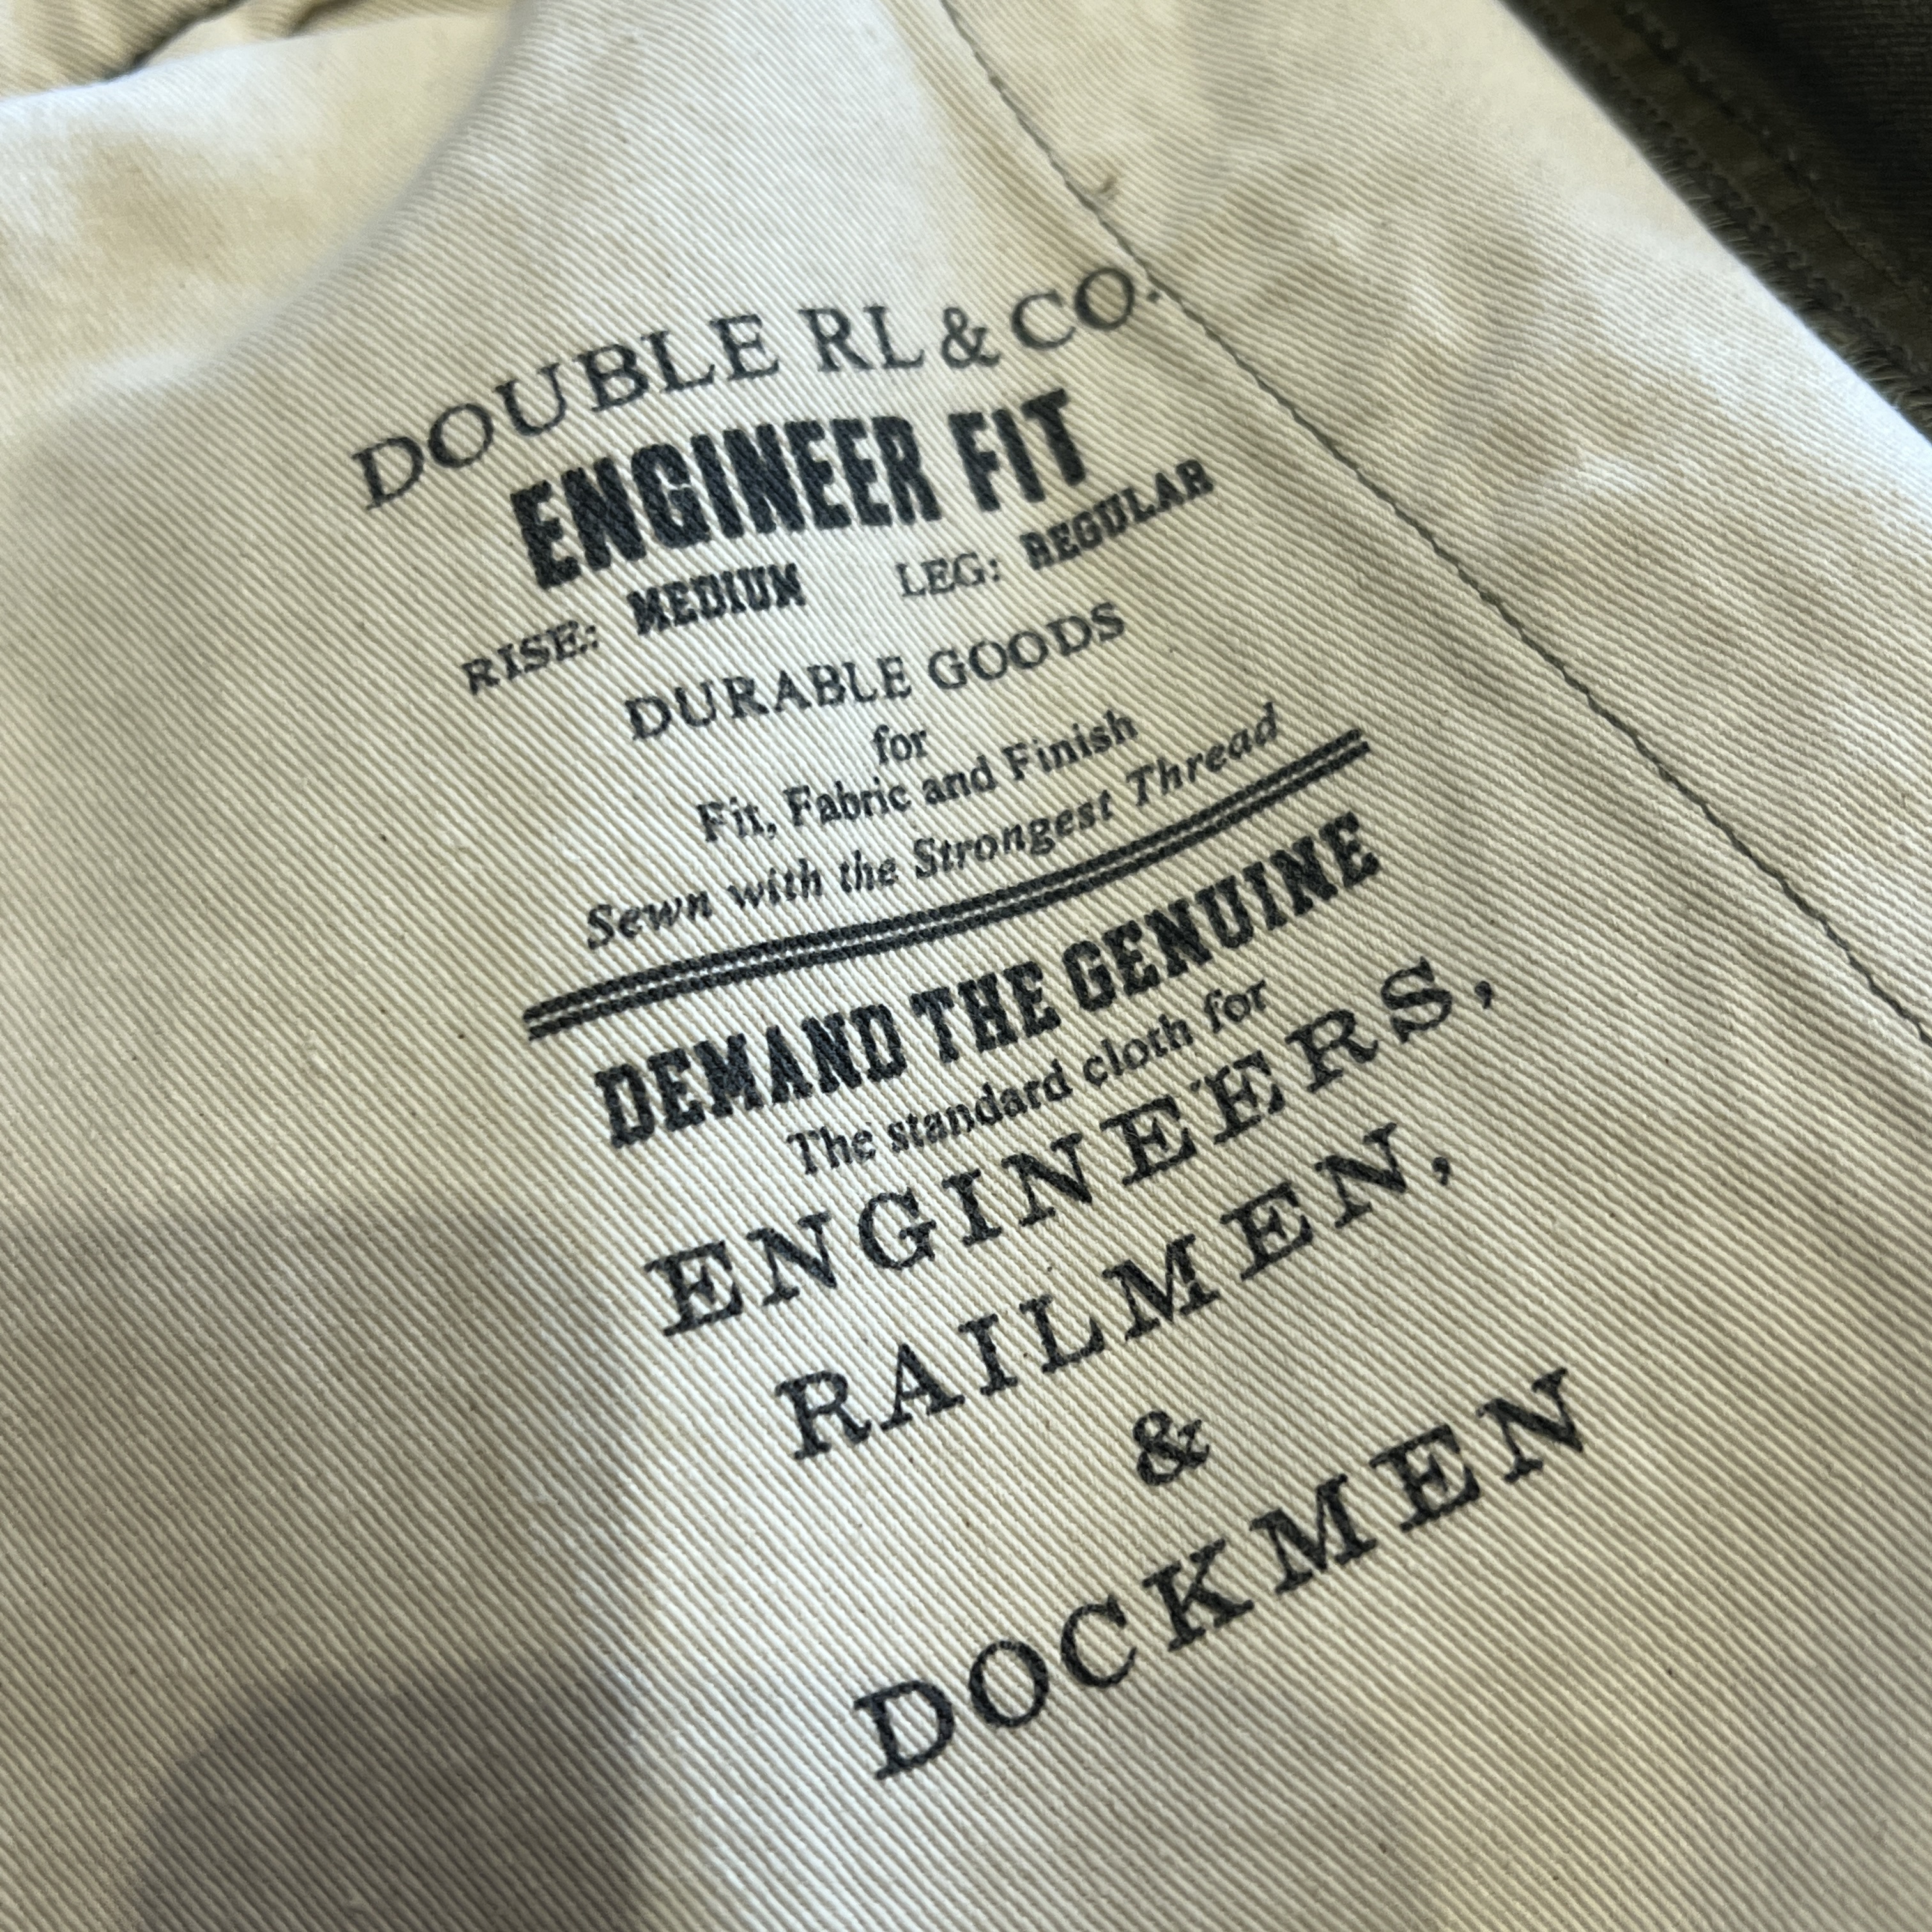 DOUBLE RL & CO.
ENGINEER FIT
RISE: MEDIUM LEG: REGULAR
DURABLE GOODS
for
Fit, Fabric and Finish
Sewn with the Strongest Thread
DEMAND THE GENUINE
The standard cloth for
ENGINEERS,
RAILMEN,
&
DOCKMEN